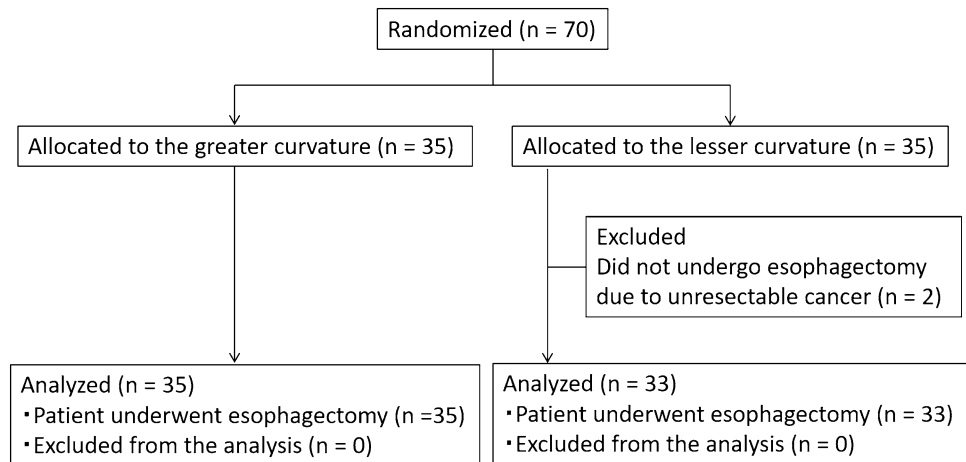 Randomized (n = 70)
Allocated to the greater curvature (n = 35)
Allocated to the lesser curvature (n = 35)
Excluded
Did not undergo esophagectomy
due to unresectable cancer (n = 2)
Analyzed (n = 35)
・Patient underwent esophagectomy (n =35)
・Excluded from the analysis (n = 0)
Analyzed (n = 33)
・Patient underwent esophagectomy (n = 33)
・Excluded from the analysis (n = 0)